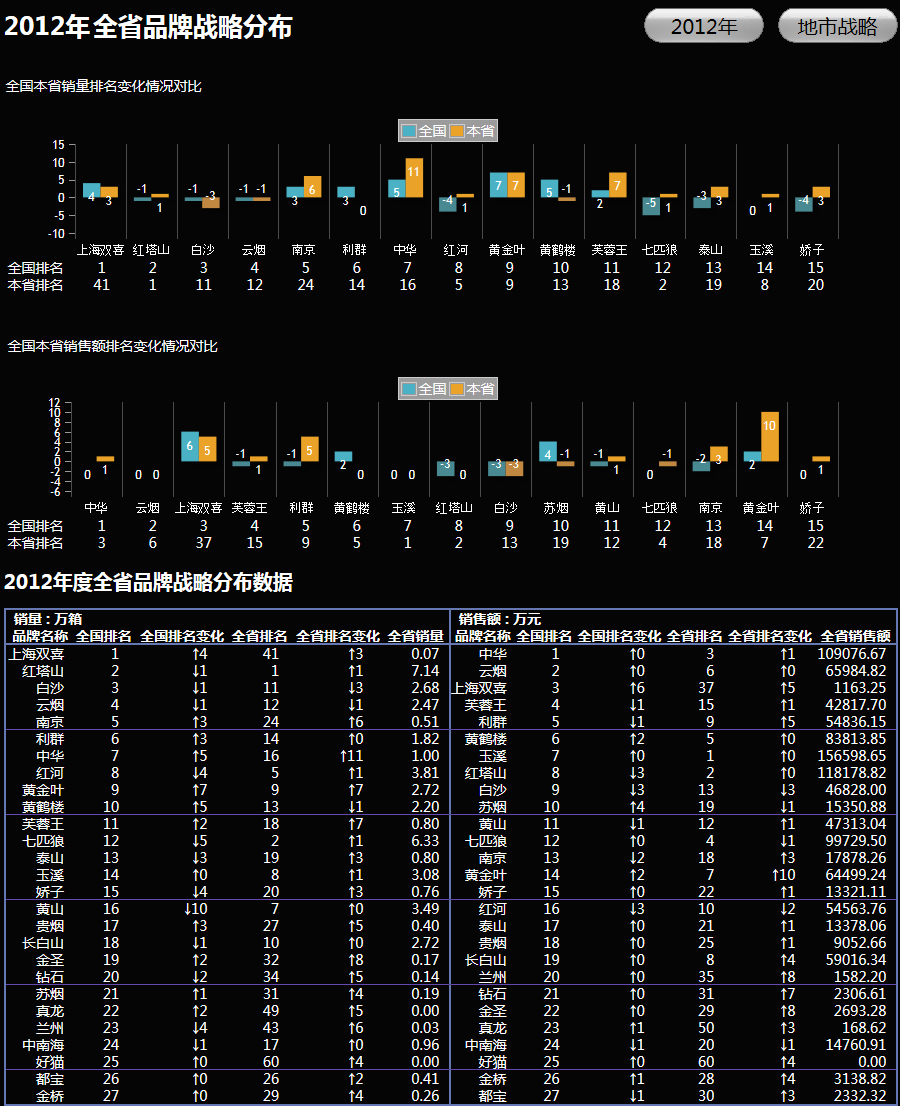 2012年全省品牌战略分布 2012年 地市战略
全国本省销量排名变化情况对比
全国 本省
15
10
5
0
-5
-10
4 3 -1 1 -1 -3 -1 -1 3 6 3 0 5 11 -4 1 7 7 5 -1 2 7 -5 1 -3 3 0 1 -4 3
上海双喜 红塔山 白沙 云烟 南京 利群 中华 红河 黄金叶 黄鹤楼 芙蓉王 七匹狼 泰山 玉溪 娇子
全国排名 1 2 3 4 5 6 7 8 9 10 11 12 13 14 15
本省排名 41 1 11 12 24 14 16 5 9 13 18 2 19 8 20
全国本省销售额排名变化情况对比
全国 本省
12
10
8
6
4
2
0
-2
-4
-6
0 1 0 0 6 5 -1 1 -1 5 2 0 0 0 -3 0 -3 -3 4 -1 -1 1 0 -1 -2 3 2 10 0 1
中华 云烟 上海双喜 芙蓉王 利群 黄鹤楼 玉溪 红塔山 白沙 苏烟 黄山 七匹狼 南京 黄金叶 娇子
全国排名 1 2 3 4 5 6 7 8 9 10 11 12 13 14 15
本省排名 3 6 37 15 9 5 1 2 13 19 12 4 18 7 22
2012年度全省品牌战略分布数据
销量：万箱 销售额：万元
品牌名称 全国排名 全国排名变化 全省排名 全省排名变化 全省销量 品牌名称 全国排名 全国排名变化 全省排名 全省排名变化 全省销售额
上海双喜 1 ↑4 41 ↑3 0.07 中华 1 ↑0 3 ↑1 109076.67
红塔山 2 ↓1 1 ↑1 7.14 云烟 2 ↑0 6 ↑0 65984.82
白沙 3 ↓1 11 ↓3 2.68 上海双喜 3 ↑6 37 ↑5 1163.25
云烟 4 ↓1 12 ↓1 2.47 芙蓉王 4 ↓1 15 ↑1 42817.70
南京 5 ↑3 24 ↑6 0.51 利群 5 ↓1 9 ↑5 54836.15
利群 6 ↑3 14 ↑0 1.82 黄鹤楼 6 ↑2 5 ↑0 83813.85
中华 7 ↑5 16 ↑11 1.00 玉溪 7 ↑0 1 ↑0 156598.65
红河 8 ↓4 5 ↑1 3.81 红塔山 8 ↓3 2 ↑0 118178.82
黄金叶 9 ↑7 9 ↑7 2.72 白沙 9 ↓3 13 ↓3 46828.00
黄鹤楼 10 ↑5 13 ↓1 2.20 苏烟 10 ↑4 19 ↓1 15350.88
芙蓉王 11 ↑2 18 ↑7 0.80 黄山 11 ↓1 12 ↑1 47313.04
七匹狼 12 ↓5 2 ↑1 6.33 七匹狼 12 ↑0 4 ↓1 99729.50
泰山 13 ↓3 19 ↑3 0.80 南京 13 ↓2 18 ↑3 17878.26
玉溪 14 ↑0 8 ↑1 3.08 黄金叶 14 ↑2 7 ↑10 64499.24
娇子 15 ↓4 20 ↑3 0.76 娇子 15 ↑0 22 ↑1 13321.11
黄山 16 ↓10 7 ↑0 3.49 红河 16 ↓3 10 ↓2 54563.76
贵烟 17 ↑3 27 ↑5 0.40 泰山 17 ↑0 21 ↑1 13378.06
长白山 18 ↓1 10 ↑0 2.72 贵烟 18 ↑0 25 ↑1 9052.66
金圣 19 ↑2 32 ↑8 0.17 长白山 19 ↑0 8 ↑4 59016.34
钻石 20 ↓2 34 ↑5 0.14 兰州 20 ↑0 35 ↑8 1582.20
苏烟 21 ↑1 31 ↑4 0.19 钻石 21 ↑0 31 ↑7 2306.61
真龙 22 ↑2 49 ↑5 0.00 金圣 22 ↑0 29 ↑8 2693.28
兰州 23 ↓4 43 ↑6 0.03 真龙 23 ↑1 50 ↑3 168.62
中南海 24 ↓1 17 ↑0 0.96 中南海 24 ↓1 20 ↓1 14760.91
好猫 25 ↑0 60 ↑4 0.00 好猫 25 ↑0 60 ↑4 0.00
都宝 26 ↑0 26 ↑2 0.41 金桥 26 ↑1 28 ↑4 3138.82
金桥 27 ↑0 29 ↑4 0.26 都宝 27 ↓1 30 ↑3 2332.32